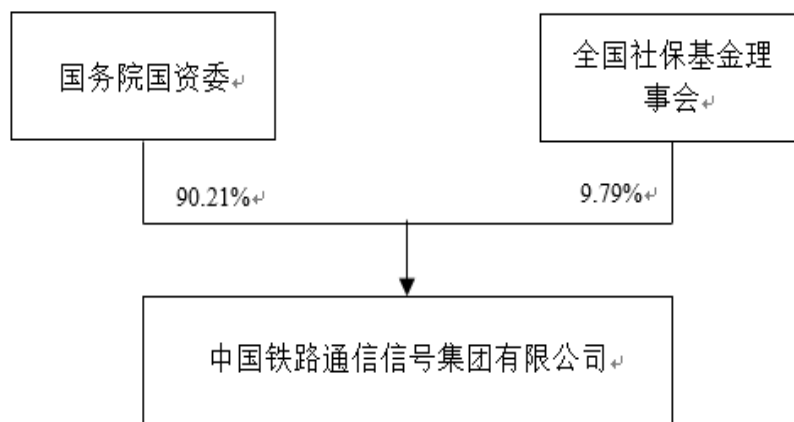 国务院国资委
全国社保基金理
事会
90.21%
9.79%
中国铁路通信信号集团有限公司